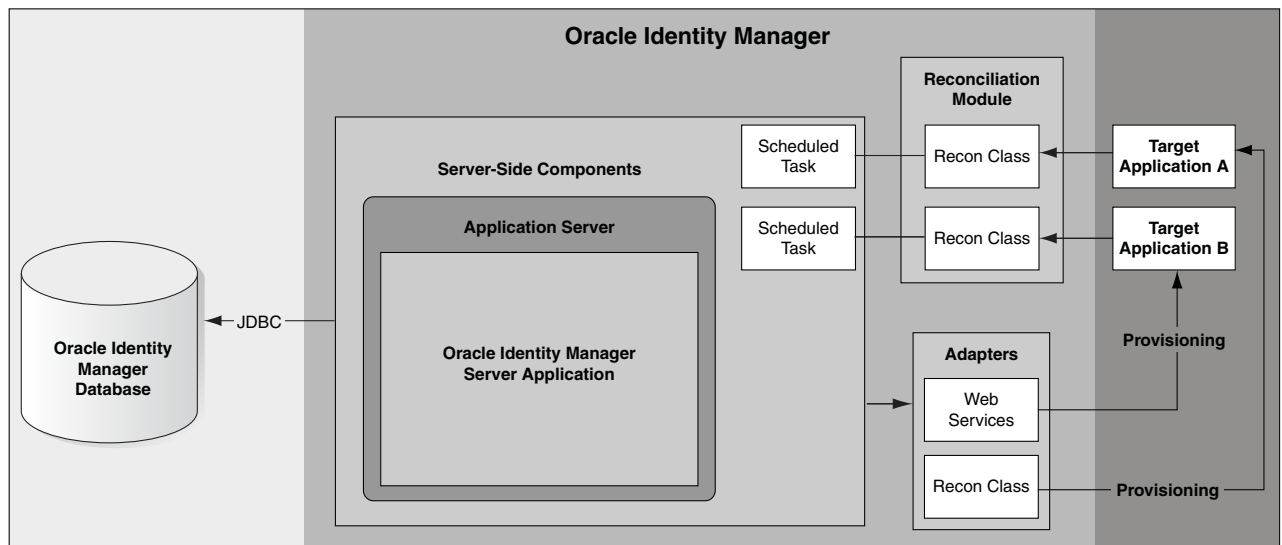 Oracle Identity Manager
Reconciliation
Module
Scheduled
Task
Recon Class
Target
Application A
Server-Side Components
Scheduled
Task
Recon Class
Target
Application B
Application Server
JDBC
Oracle Identity
Manager
Database
Oracle Identity Manager
Server Application
Adapters
Provisioning
Web
Services
Recon Class
Provisioning